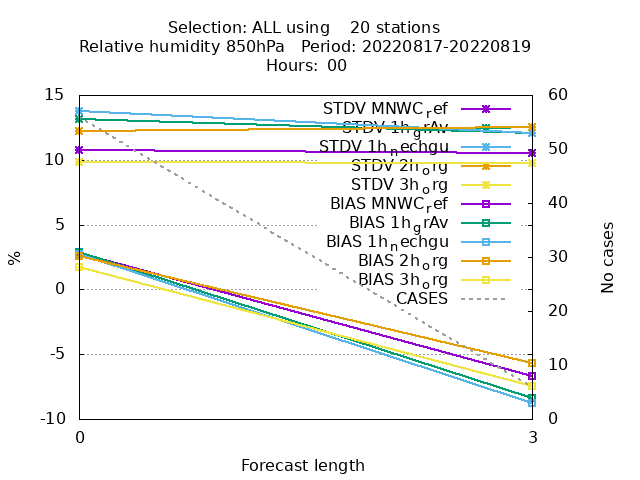 Selection: ALL using    20 stations
Relative humidity 850hPa   Period: 20220817-20220819
Hours: 00
15
10
5
0
-5
-10
%
60
50
40
30
20
10
0
No cases
STDV MNWC_ref
STDV 1h_grAv
STDV 1h_nechgu
STDV 2h_org
STDV 3h_org
BIAS MNWC_ref
BIAS 1h_grAv
BIAS 1h_nechgu
BIAS 2h_org
BIAS 3h_org
CASES
0
3
Forecast length